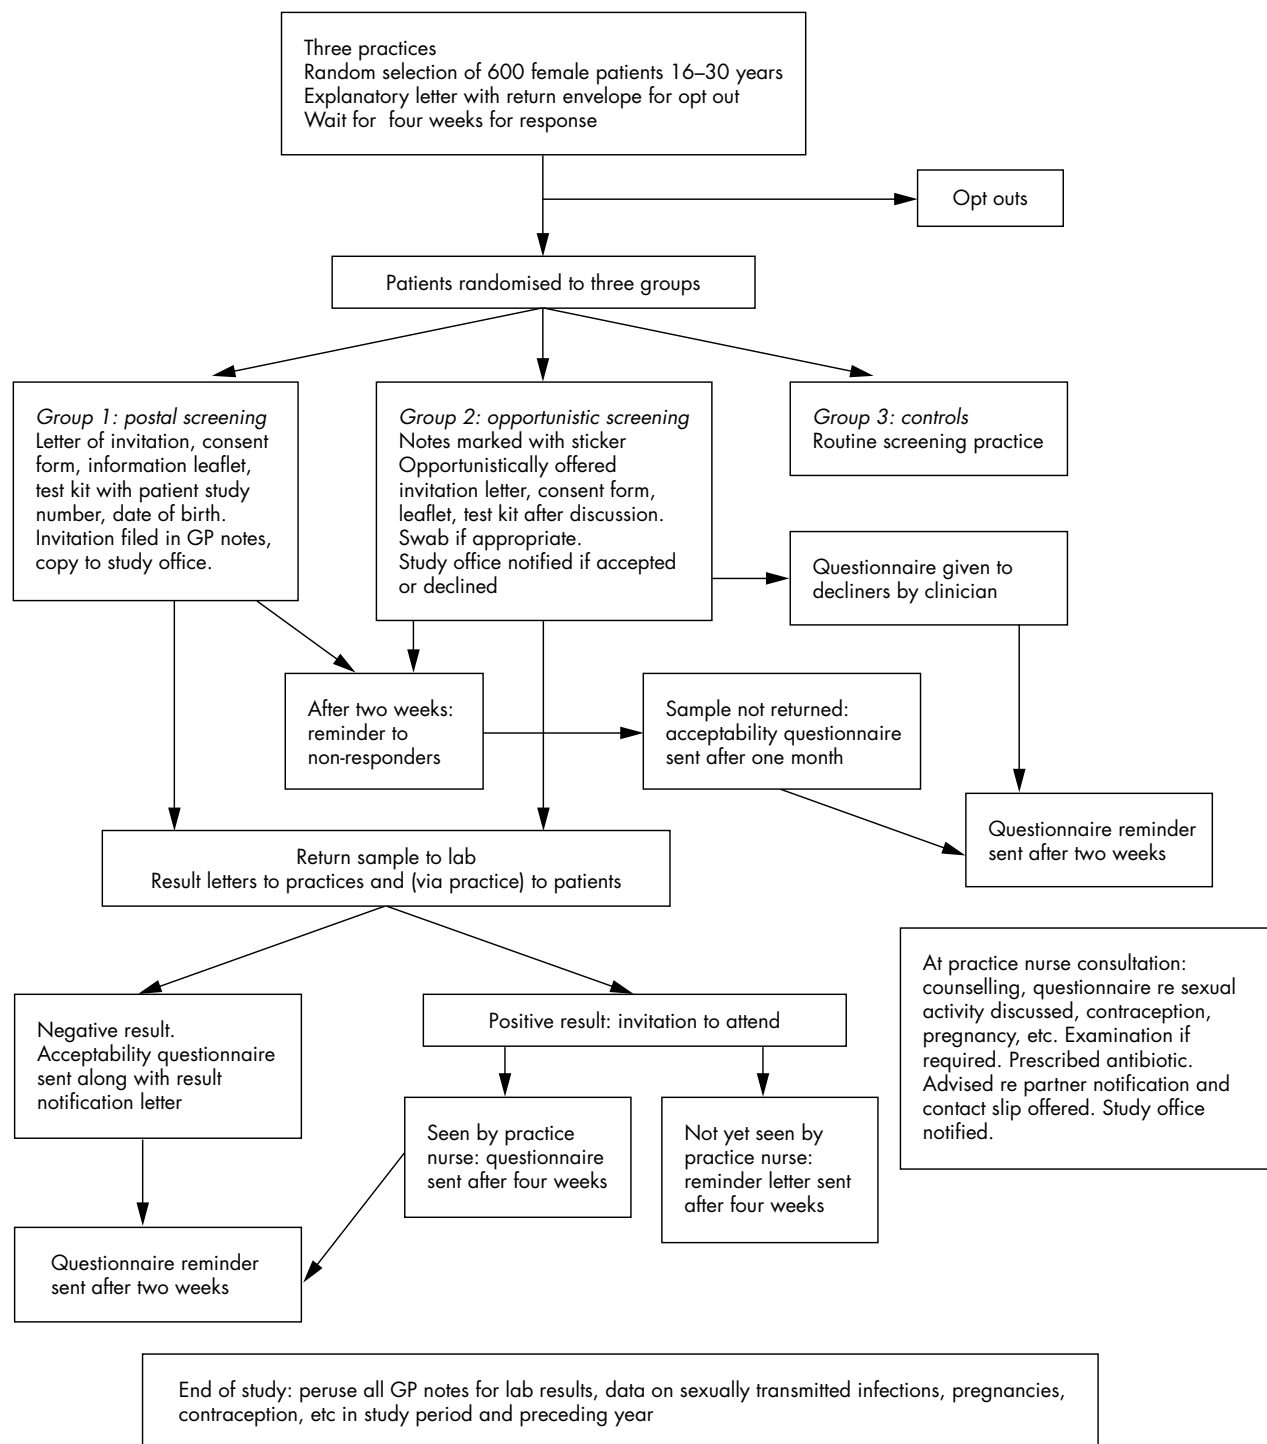 Three practices
Random selection of 600 female patients 16–30 years
Explanatory letter with return envelope for opt out
Wait for four weeks for response
Opt outs
Patients randomised to three groups
Group 1: postal screening
Letter of invitation, consent
form, information leaflet,
test kit with patient study
number, date of birth.
Invitation filed in GP notes,
copy to study office.
Group 2: opportunistic screening
Notes marked with sticker
Opportunistically offered
invitation letter, consent form,
leaflet, test kit after discussion.
Swab if appropriate.
Study office notified if accepted
or declined
Group 3: controls
Routine screening practice
Questionnaire given to
decliners by clinician
After two weeks:
reminder to
non-responders
Sample not returned:
acceptability questionnaire
sent after one month
Questionnaire reminder
sent after two weeks
Return sample to lab
Result letters to practices and (via practice) to patients
At practice nurse consultation:
counselling, questionnaire re sexual
activity discussed, contraception,
pregnancy, etc. Examination if
required. Prescribed antibiotic.
Advised re partner notification and
contact slip offered. Study office
notified.
Negative result.
Acceptability questionnaire
sent along with result
notification letter
Positive result: invitation to attend
Seen by practice
nurse: questionnaire
sent after four weeks
Not yet seen by
practice nurse:
reminder letter sent
after four weeks
Questionnaire reminder
sent after two weeks
End of study: peruse all GP notes for lab results, data on sexually transmitted infections, pregnancies,
contraception, etc in study period and preceding year